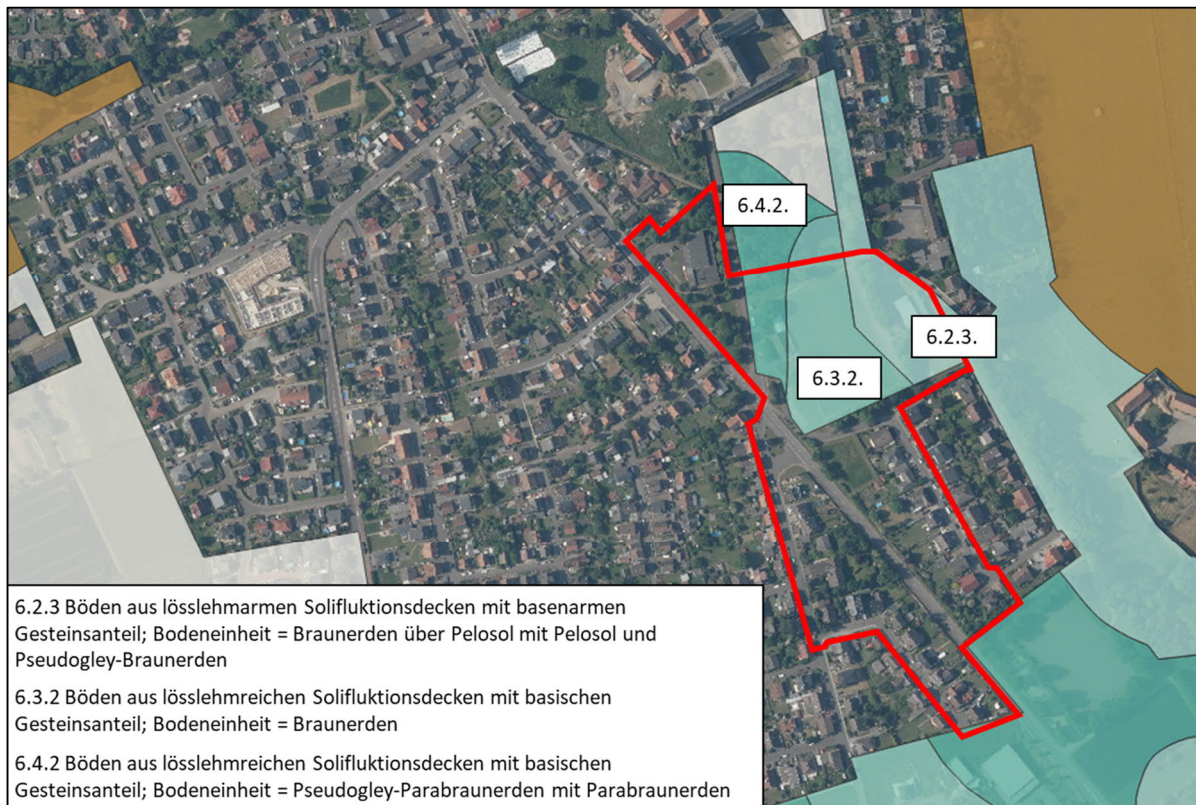 6.4.2.
6.2.3.
6.3.2.
6.2.3 Böden aus lösslehmarmen Solifluktionsdecken mit basenarmen
Gesteinsanteil; Bodeneinheit = Braunerden über Pelosol mit Pelosol und
Pseudogley-Braunerden
6.3.2 Böden aus lösslehmreichen Solifluktionsdecken mit basischen
Gesteinsanteil; Bodeneinheit = Braunerden
6.4.2 Böden aus lösslehmreichen Solifluktionsdecken mit basischen
Gesteinsanteil; Bodeneinheit = Pseudogley-Parabraunerden mit Parabraunerden